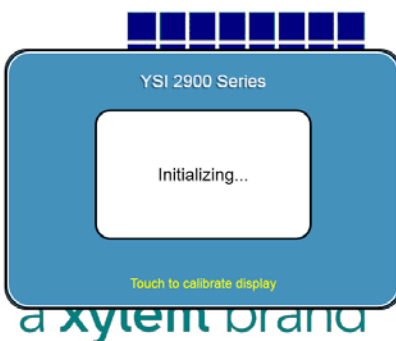 YSI 2900 Series
Initializing...
Touch to calibrate display
a xylem brand